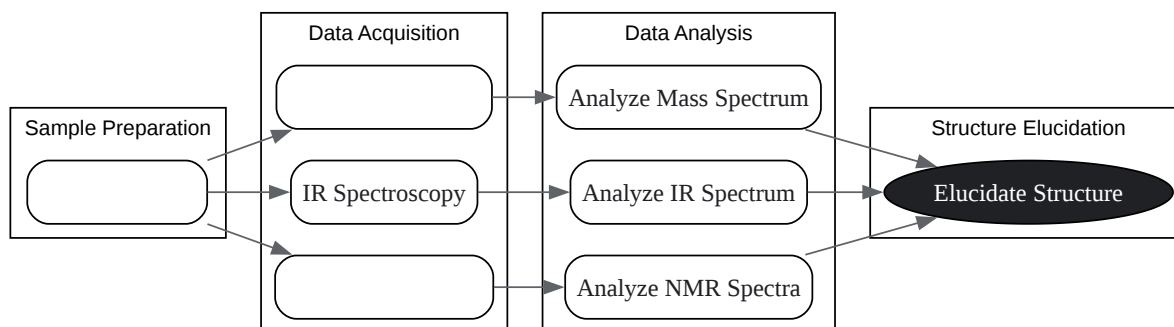 Data Acquisition
Data Analysis
Analyze Mass Spectrum
Sample Preparation
Structure Elucidation
IR Spectroscopy
Analyze IR Spectrum
Elucidate Structure
Analyze NMR Spectra